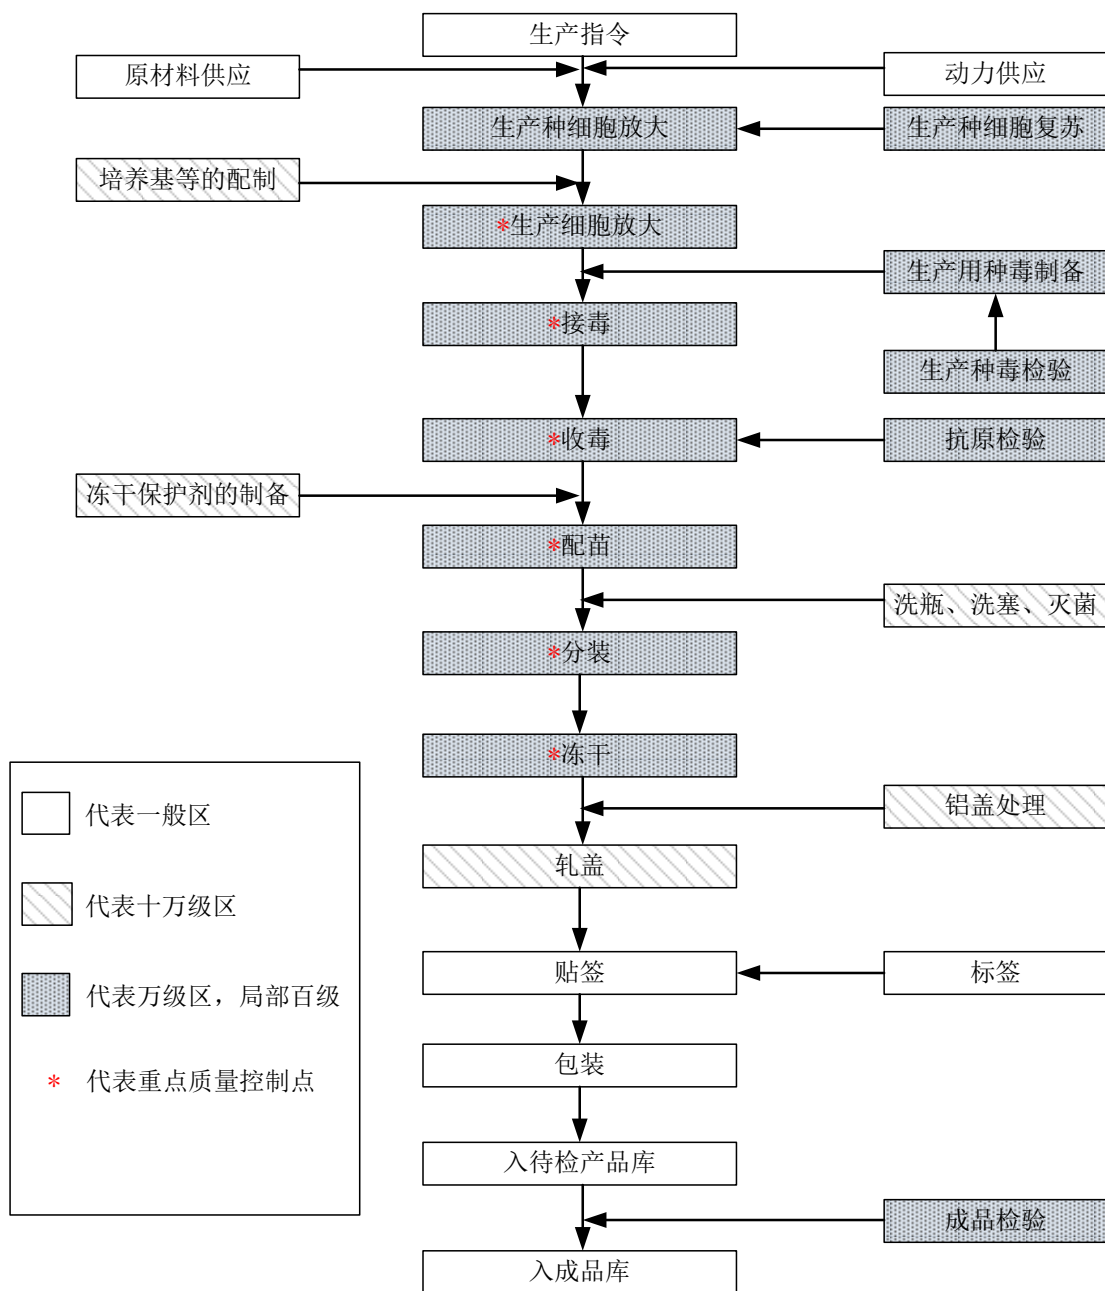 生产指令
原材料供应
动力供应
生产种细胞放大
生产种细胞复苏
培养基等的配制
*生产细胞放大
生产用种毒制备
*接毒
生产种毒检验
*收毒
抗原检验
冻干保护剂的制备
*配苗
洗瓶、洗塞、灭菌
*分装
*冻干
铝盖处理
轧盖
贴签
标签
包装
入待检产品库
成品检验
入成品库
代表一般区
代表十万级区
代表万级区，局部百级
* 代表重点质量控制点